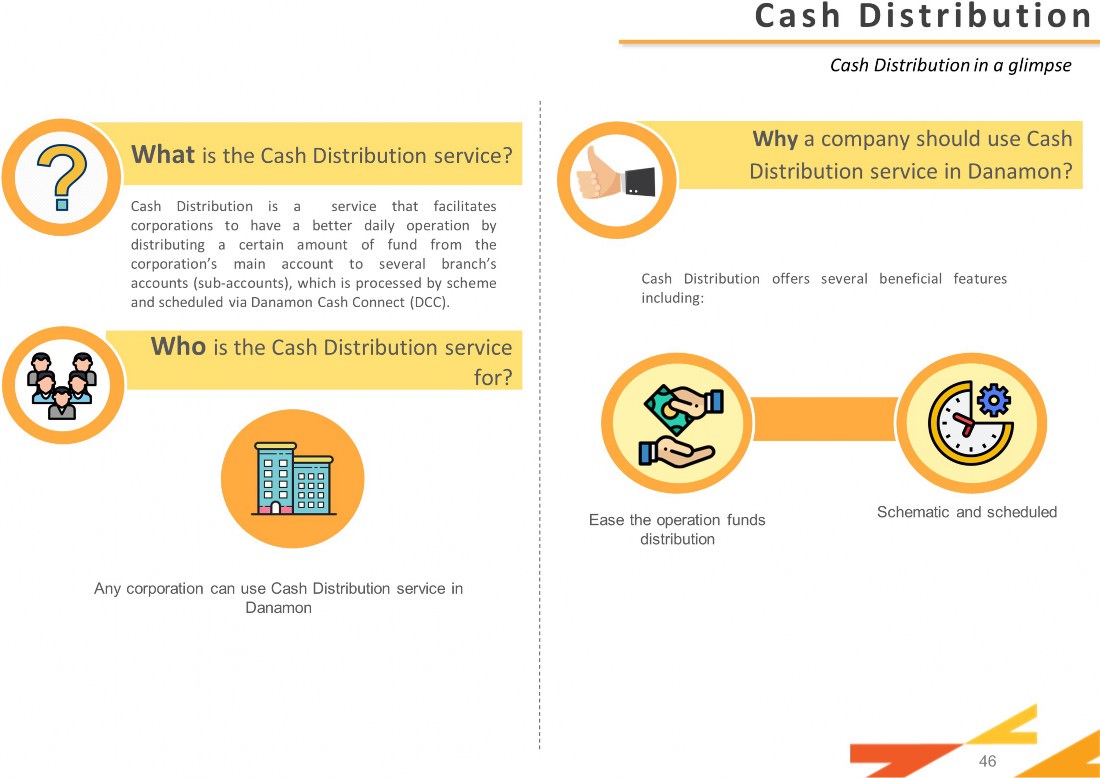 Cash Distribution
Cash Distribution in a glimpse
What is the Cash Distribution service?
Cash Distribution is a service that facilitates
corporations to have a better daily operation by
distributing a certain amount of fund from the
corporation's main account to several branch's
accounts (sub-accounts), which is processed by scheme
and scheduled via Danamon Cash Connect (DCC).
Who is the Cash Distribution service
for?
Any corporation can use Cash Distribution service in
Danamon
Why a company should use Cash
Distribution service in Danamon?
Cash Distribution offers several beneficial features
including:
Ease the operation funds
distribution
Schematic and scheduled
46